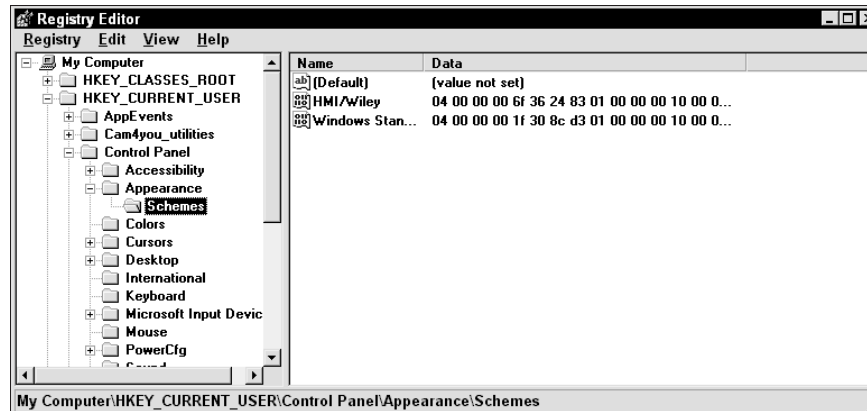 Registry Editor
Registry Edit View Help
My Computer
HKEY_CLASSES_ROOT
HKEY_CURRENT_USER
AppEvents
Cam4you_utilities
Control Panel
Accessibility
Appearance
Schemes
Colors
Cursors
Desktop
International
Keyboard
Microsoft Input Devic
Mouse
PowerCfg
Sound
Name Data
(Default) (value not set)
HMI/Wiley 04 00 00 00 6f 36 24 83 01 00 00 00 10 00 0...
Windows Stan... 04 00 00 00 1f 30 8c d3 01 00 00 00 10 00 0...
My Computer\HKEY_CURRENT_USER\Control Panel\Appearance\Schemes